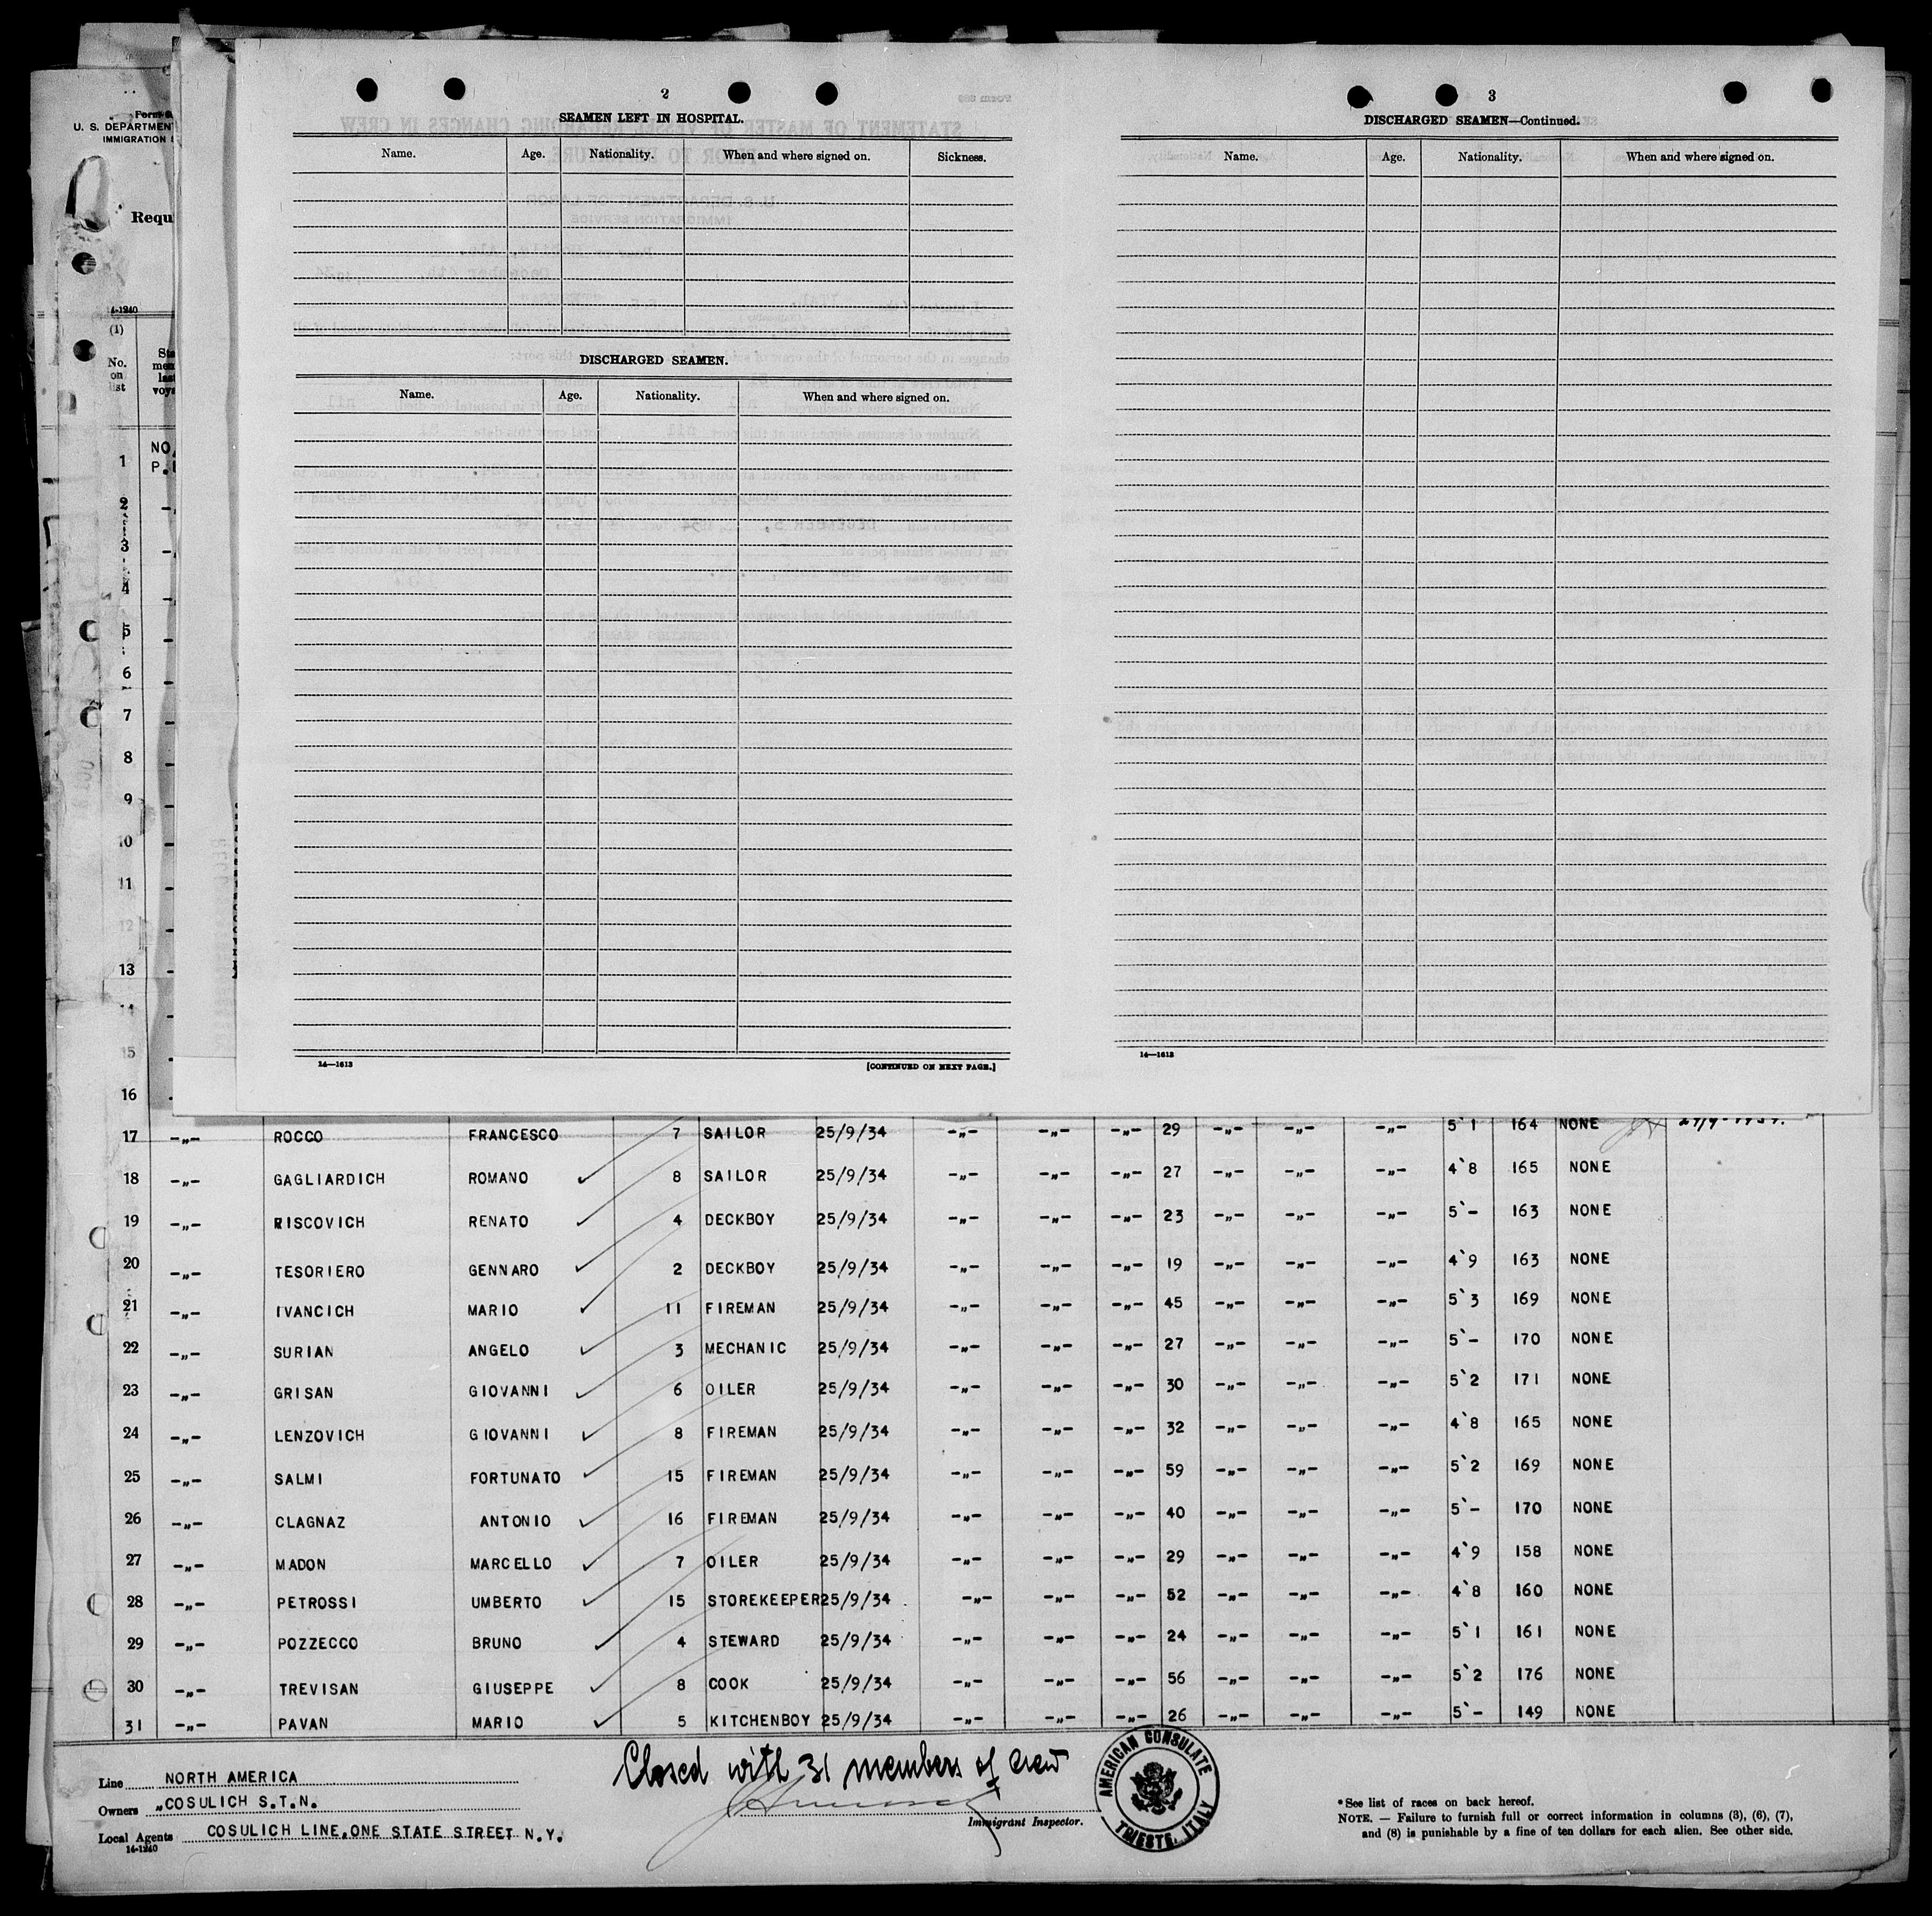 2
SEAMEN LEFT IN HOSPITAL.
Name. Age. Nationality. When and where signed on. Sickness.
DISCHARGED SEAMEN.
Name. Age. Nationality. When and where signed on.
14—1613 [CONTINUED ON NEXT PAGE.]
3
DISCHARGED SEAMEN—Continued.
Name. Age. Nationality. When and where signed on.
14—1613
U. S. DEPARTMENT
IMMIGRATION
Requ
14-1240
(1)
No. on list
1 NO
2
3
4
5
6
7
8
9
10
11
12
13
14
15
16
17 -„- ROCCO FRANCESCO 7 SAILOR 25/9/34 -„- -„- -„- 29 -„- -„- -„- 5 1 164 NONE
18 -„- GAGLIARDICH ROMANO ✓ 8 SAILOR 25/9/34 -„- -„- -„- 27 -„- -„- -„- 4`8 165 NONE
19 -„- RISCOVICH RENATO ✓ 4 DECKBOY 25/9/34 -„- -„- -„- 23 -„- -„- -„- 5`- 163 NONE
20 -„- TESORIERO GENNARO ✓ 2 DECKBOY 25/9/34 -„- -„- -„- 19 -„- -„- -„- 4`9 163 NONE
21 -„- IVANCICH MARIO ✓ 11 FIREMAN 25/9/34 -„- -„- -„- 45 -„- -„- -„- 5`3 169 NONE
22 -„- SURIAN ANGELO ✓ 3 MECHANIC 25/9/34 -„- -„- -„- 27 -„- -„- -„- 5`- 170 NONE
23 -„- GRISAN GIOVANNI ✓ 6 OILER 25/9/34 -„- -„- -„- 30 -„- -„- -„- 5`2 171 NONE
24 -„- LENZOVICH GIOVANNI ✓ 8 FIREMAN 25/9/34 -„- -„- -„- 32 -„- -„- -„- 4`8 165 NONE
25 -„- SALMI FORTUNATO ✓ 15 FIREMAN 25/9/34 -„- -„- -„- 59 -„- -„- -„- 5`2 169 NONE
26 -„- CLAGNAZ ANTONIO ✓ 16 FIREMAN 25/9/34 -„- -„- -„- 40 -„- -„- -„- 5`- 170 NONE
27 -„- MADON MARCELLO ✓ 7 OILER 25/9/34 -„- -„- -„- 29 -„- -„- -„- 4`9 158 NONE
28 -„- PETROSSI UMBERTO ✓ 15 STOREKEEPER 25/9/34 -„- -„- -„- 52 -„- -„- -„- 4`8 160 NONE
29 -„- POZZECCO BRUNO ✓ 4 STEWARD 25/9/34 -„- -„- -„- 24 -„- -„- -„- 5`1 161 NONE
30 -„- TREVISAN GIUSEPPE ✓ 8 COOK 25/9/34 -„- -„- -„- 56 -„- -„- -„- 5`2 176 NONE
31 -„- PAVAN MARIO ✓ 5 KITCHENBOY 25/9/34 -„- -„- -„- 26 -„- -„- -„- 5`- 149 NONE
Closed with 31 members of crew
Line NORTH AMERICA
Owners „COSULICH S.T.N.
Local Agents COSULICH LINE, ONE STATE STREET N.Y.
14-1240
Immigrant Inspector.
AMERICAN CONSULATE
TRIESTE, ITALY
*See list of races on back hereof.
NOTE. — Failure to furnish full or correct information in columns (3), (6), (7),
and (8) is punishable by a fine of ten dollars for each alien. See other side.